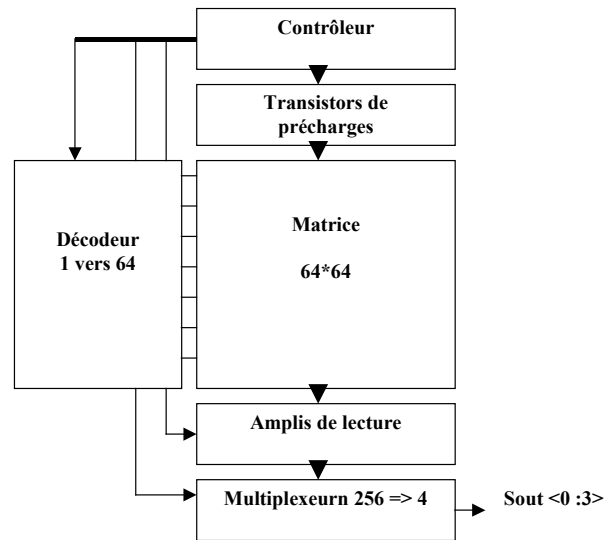 Contrôleur
Transistors de
précharges
Décodeur
1 vers 64
Matrice
64*64
Amplis de lecture
Multiplexeurn 256 => 4
Sout <0 :3>